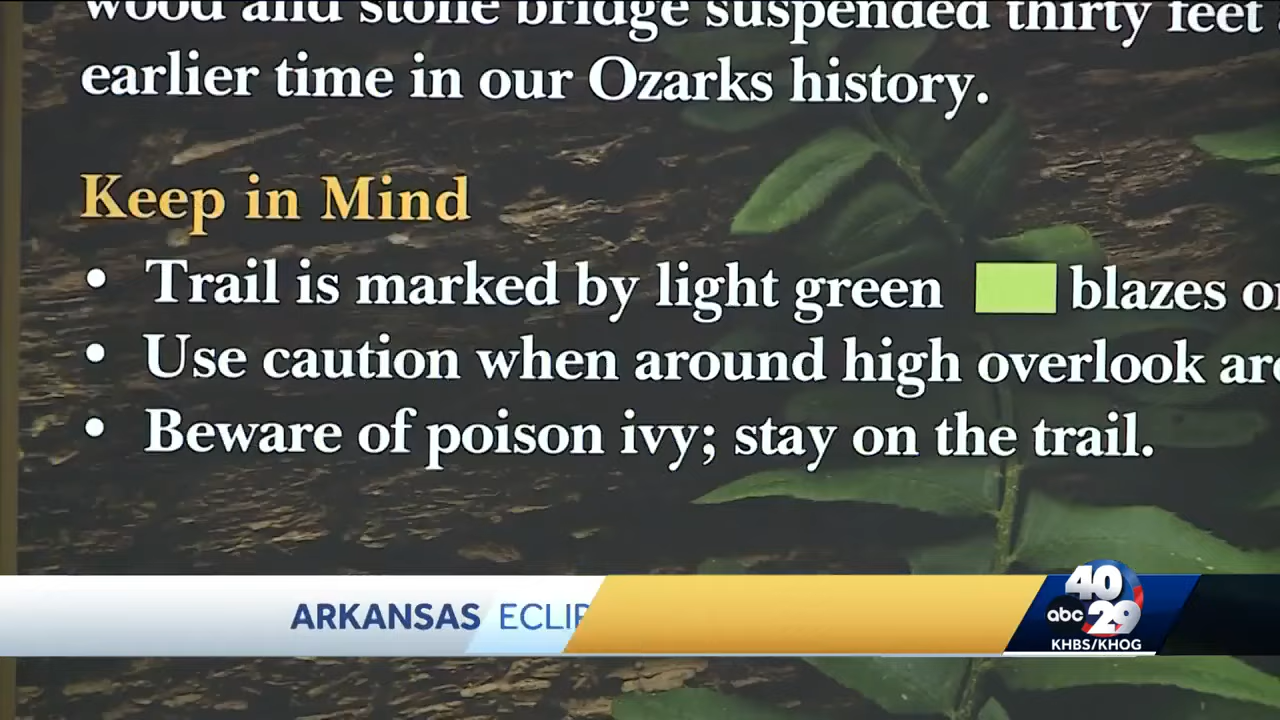 wood and stone bridge suspended thirty feet
earlier time in our Ozarks history.
Keep in Mind
• Trail is marked by light green blazes
• Use caution when around high overlook
• Beware of poison ivy; stay on the trail.
ARKANSAS ECLIP
40
abc 29
KHBS/KHOG